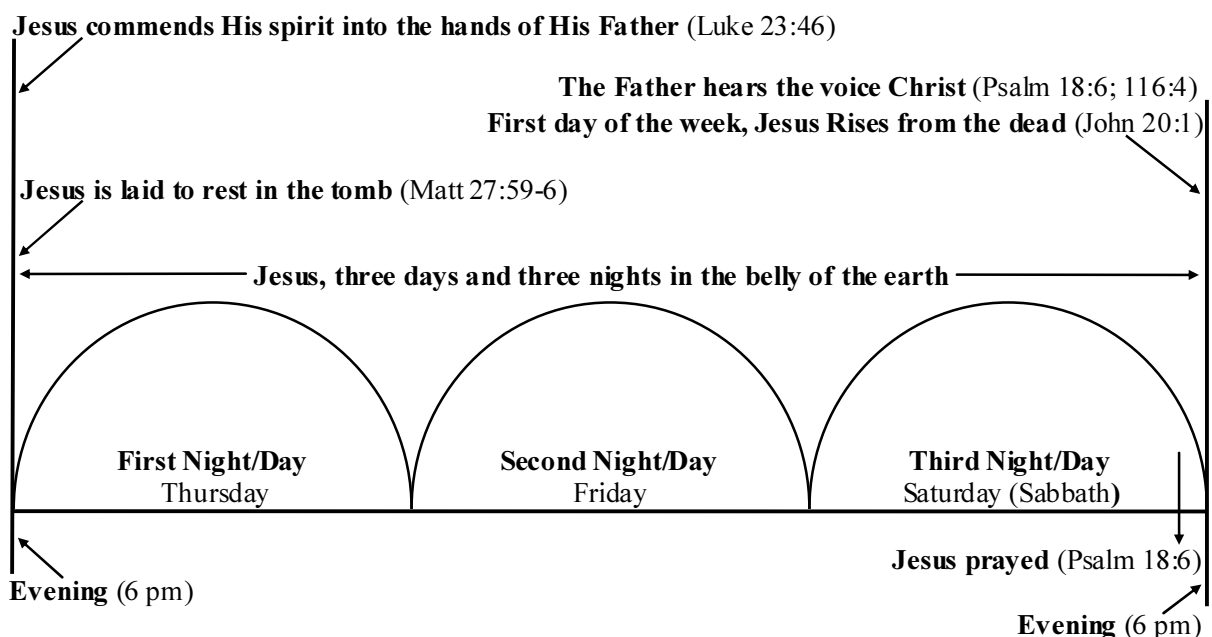 Jesus commends His spirit into the hands of His Father (Luke 23:46)
The Father hears the voice Christ (Psalm 18:6; 116:4)
First day of the week, Jesus Rises from the dead (John 20:1)
Jesus is laid to rest in the tomb (Matt 27:59-6)
Jesus, three days and three nights in the belly of the earth
First Night/Day
Thursday
Second Night/Day
Friday
Third Night/Day
Saturday (Sabbath)
Jesus prayed (Psalm 18:6)
Evening (6 pm)
Evening (6 pm)